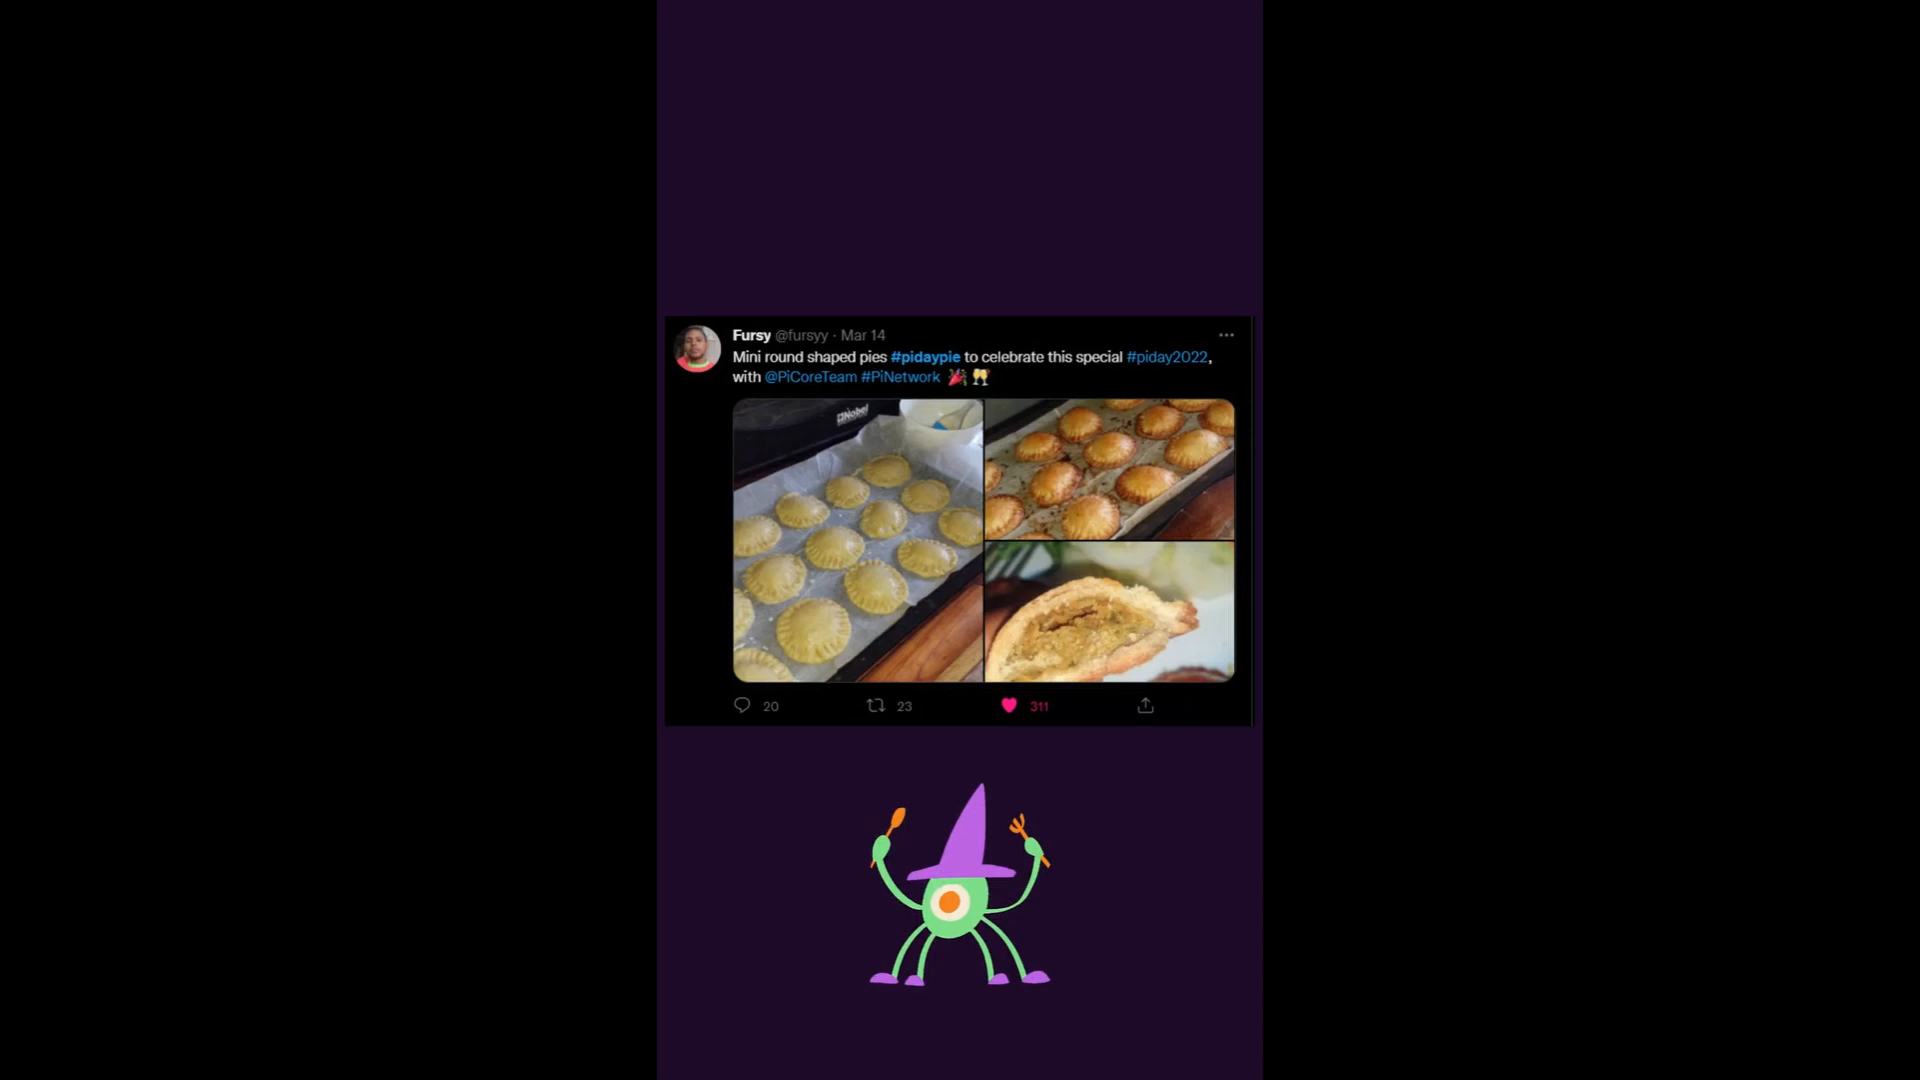 Fursy @fursyy · Mar 14
Mini round shaped pies #pidaypie to celebrate this special #piday2022,
with @PiCoreTeam #PiNetwork 🎉 🥂
Nobel
20 23 311